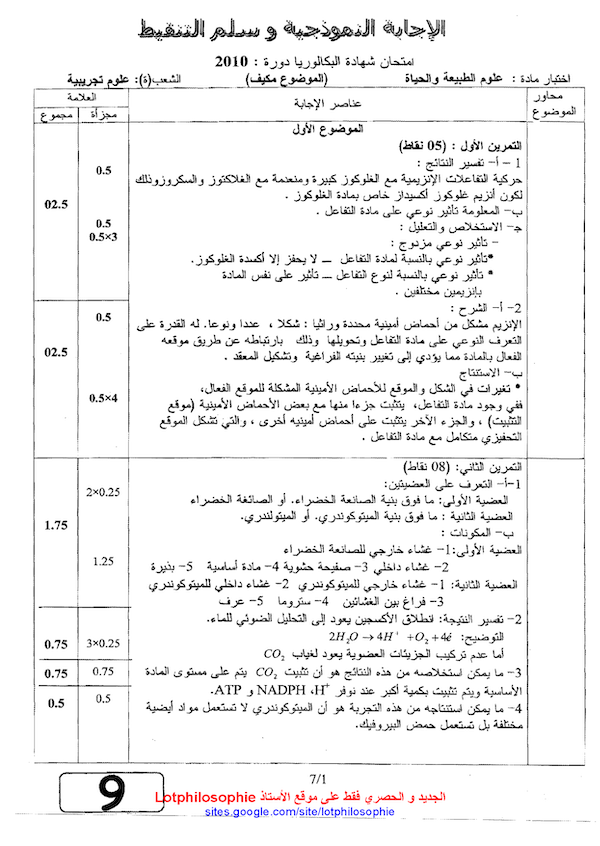 الإجابة النموذجية و سلم التنقيط
امتحان شهادة البكالوريا دورة : 2010
اختبار مادة : علوم الطبيعة والحياة (الموضوع مكيف) الشعب(ة): علوم تجريبية
محاور الموضوع عناصر الإجابة العلامة
مجزأة مجموع
الموضوع الأول
التمرين الأول : (05 نقاط)
1 – أ- تفسير النتائج :
0.5
حركية التفاعلات الإنزيمية مع الغلوكوز كبيرة ومنعدمة مع الغلاكتوز والسكروزوذلك
لكون أنزيم غلوكوز أكسيداز خاص بمادة الغلوكوز .
02.5
ب- المعلومة تأثير نوعي على مادة التفاعل .
0.5
ج- الاستخلاص والتعليل :
0.5×3
– تأثير نوعي مزدوج :
*تأثير نوعي بالنسبة لمادة التفاعل ــ لا يحفز إلا أكسدة الغلوكوز.
* تأثير نوعي بالنسبة لنوع التفاعل ــ تأثير على نفس المادة
بإنزيمين مختلفين .
2- أ- الشرح :
0.5
الإنزيم مشكل من أحماض أمينية محددة وراثيا : شكلا ، عددا ونوعا. له القدرة على
التعرف النوعي على مادة التفاعل وتحويلها وذلك بارتباطه عن طريق موقعه
02.5
الفعال بالمادة مما يؤدي إلى تغيير بنيته الفراغية وتشكيل المعقد .
ب- الاستنتاج
* تغيرات في الشكل والموقع للأحماض الأمينية المشكلة للموقع الفعال،
0.5×4
ففي وجود مادة التفاعل، يتثبت جزءا منها مع بعض الأحماض الأمينية (موقع
التثبيت) ، والجزء الآخر يتثبت على أحماض أمينيه أخرى ، والتي تشكل الموقع
التحفيزي متكامل مع مادة التفاعل .
التمرين الثاني: (08 نقاط)
1-أ- التعرف على العضيتين:
2×0.25
العضية الأولى: ما فوق بنية الصانعة الخضراء. أو الصائغة الخضراء
العضية الثانية : ما فوق بنية الميتوكوندري. أو الميتولندري.
1.75
ب- المكونات :
العضية الأولى:1- غشاء خارجي للصانعة الخضراء
1.25
2- غشاء داخلي 3- صفيحة حشوية 4- مادة أساسية 5- بذيرة
العضية الثانية: 1- غشاء خارجي للميتوكوندري 2- غشاء داخلي للميتوكوندري
3- فراغ بين الغشائين 4- ستروما 5- عرف
2- تفسير النتيجة: انطلاق الأكسجين يعود إلى التحليل الضوئي للماء.
0.75 3×0.25
التوضيح: 2H₂O → 4H⁺ + O₂ + 4é
أما عدم تركيب الجزيئات العضوية يعود لغياب CO₂
0.75 0.75
3- ما يمكن استخلاصه من هذه النتائج هو أن تثبيت CO₂ يتم على مستوى المادة
الأساسية ويتم تثبيت بكمية أكبر عند توفر NADPH ،H⁺ و ATP.
0.5 0.5
4- ما يمكن استنتاجه من هذه التجربة هو أن الميتوكوندري لا تستعمل مواد أيضية
مختلفة بل تستعمل حمض البيروفيك.
7/1
9
الجديد و الحصري فقط على موقع الأستاذ Lotphilosophie
sites.google.com/site/lotphilosophie